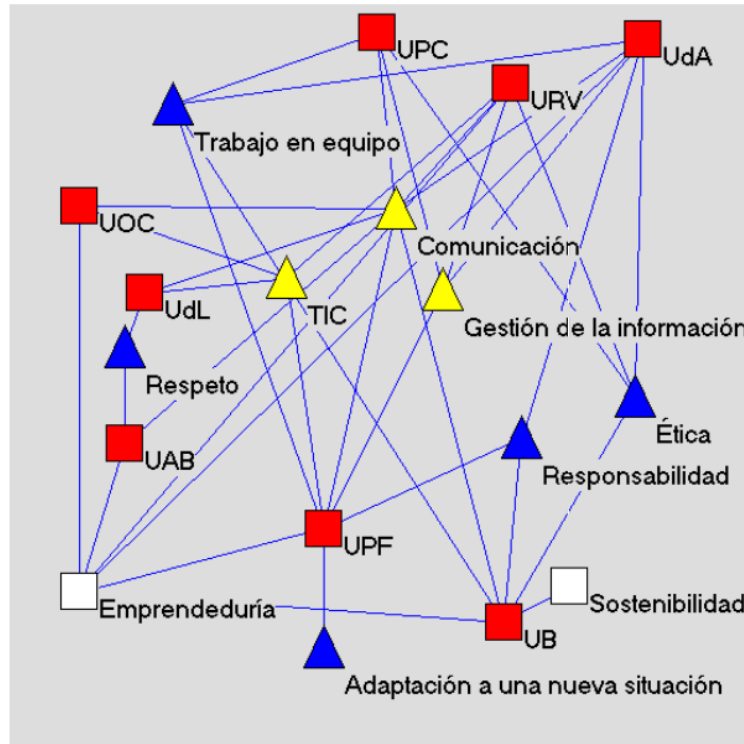 UPC
UdA
URV
Trabajo en equipo
UOC
Comunicación
UdL
TIC
Gestión de la información
Respeto
Ética
UAB
Responsabilidad
UPF
Emprendeduría
Sostenibilidad
UB
Adaptación a una nueva situación